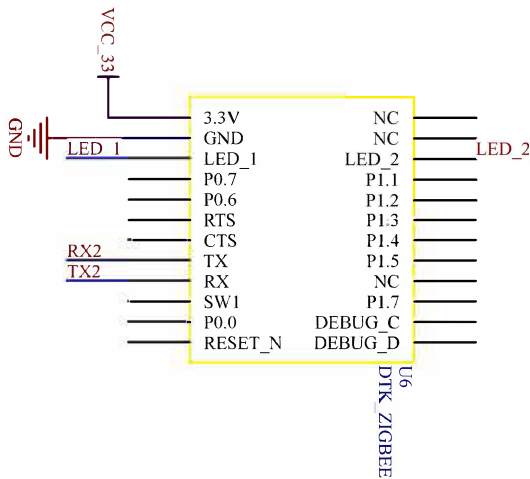 VCC_33
GND
LED_1
RX2
TX2
3.3V
GND
LED_1
P0.7
P0.6
RTS
CTS
TX
RX
SW1
P0.0
RESET_N
NC
NC
LED_2
P1.1
P1.2
P1.3
P1.4
P1.5
NC
P1.7
DEBUG_C
DEBUG_D
LED_2
U6
DTK_ZIGBEE